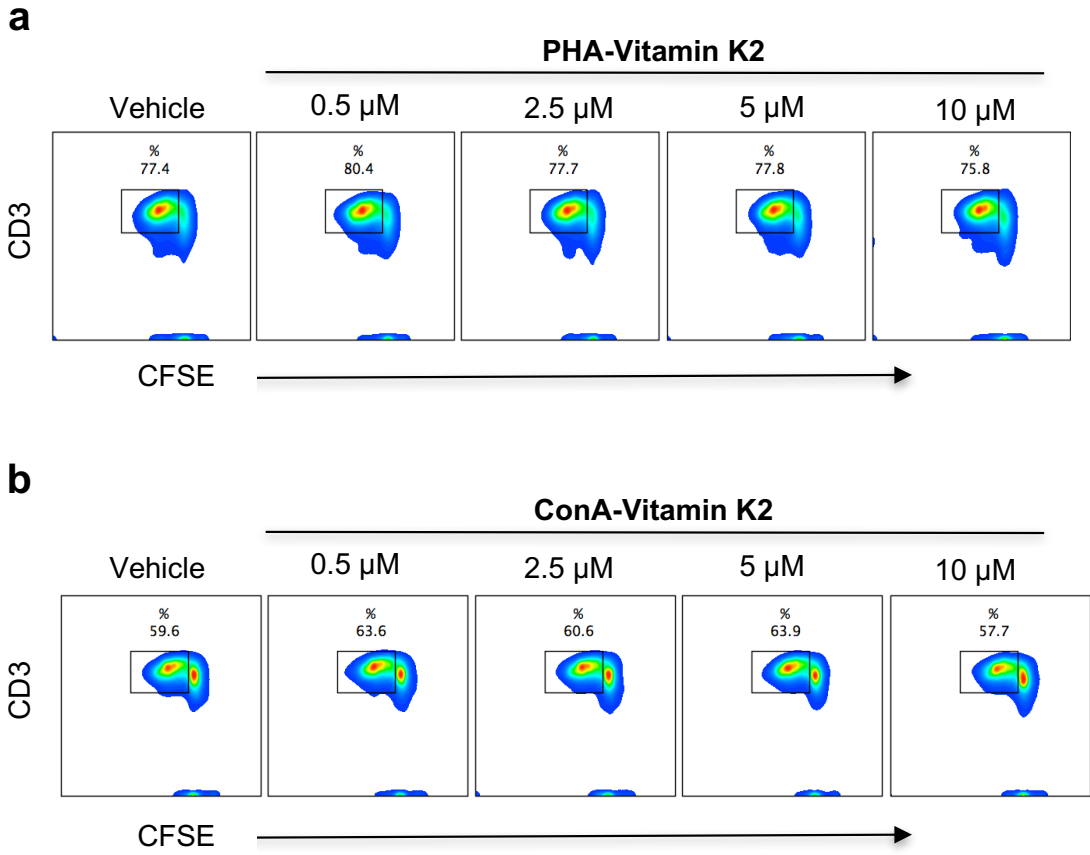 a
PHA-Vitamin K2
Vehicle 0.5 µM 2.5 µM 5 µM 10 µM
% % % % %
77.4 80.4 77.7 77.8 75.8
CD3
CFSE
b
ConA-Vitamin K2
Vehicle 0.5 µM 2.5 µM 5 µM 10 µM
% % % % %
59.6 63.6 60.6 63.9 57.7
CD3
CFSE